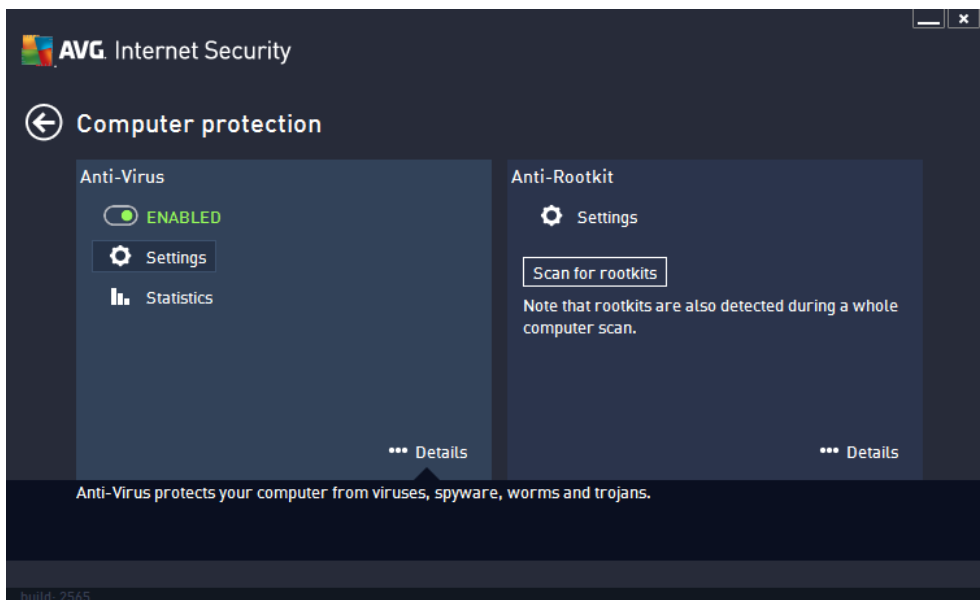 AVG. Internet Security
Computer protection
Anti-Virus
ENABLED
Settings
Statistics
Details
Anti-Rootkit
Settings
Scan for rootkits
Note that rootkits are also detected during a whole
computer scan.
Details
Anti-Virus protects your computer from viruses, spyware, worms and trojans.
build: 2565